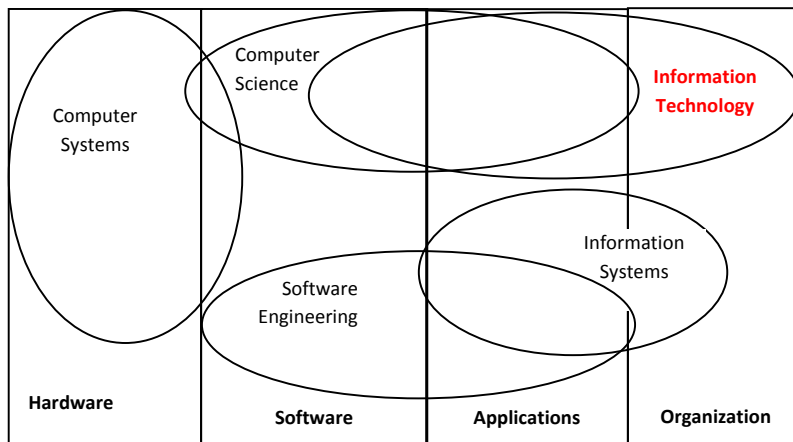 Computer
Science
Information
Technology
Computer
Systems
Information
Systems
Software
Engineering
Hardware
Software
Applications
Organization